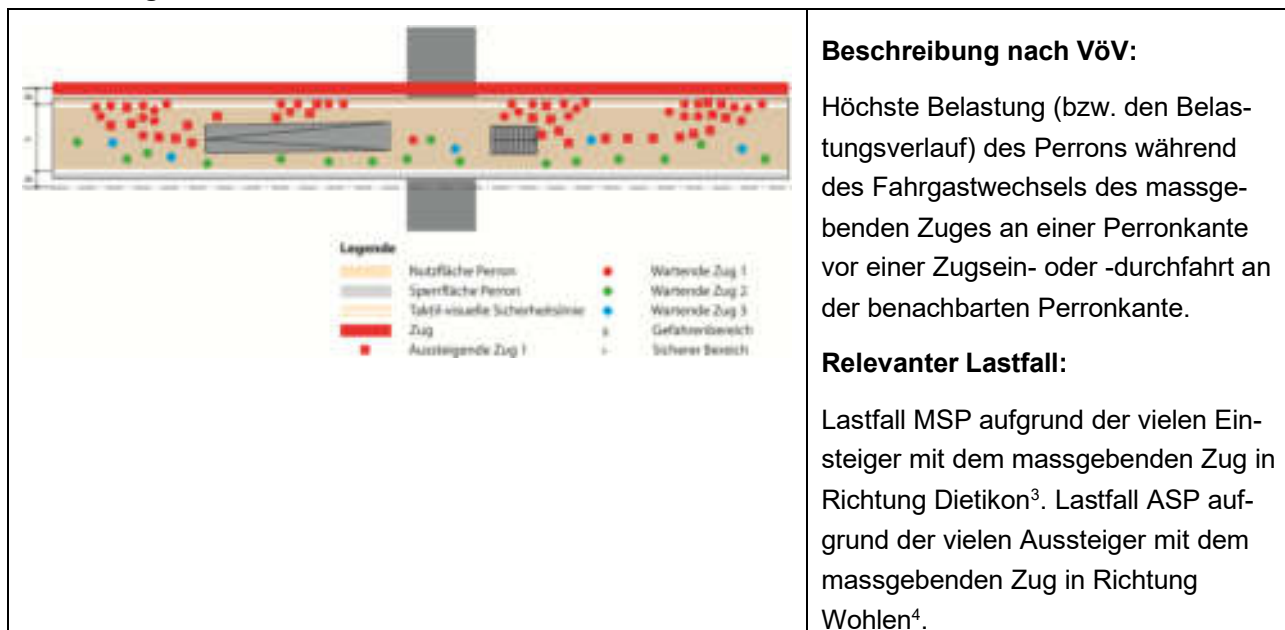 Legende
Nutzfläche Perron
Sperrfläche Perron
Taktil-visuelle Sicherheitslinie
Zug
Aussteigende Zug 1
Wartende Zug 1
Wartende Zug 2
Wartende Zug 3
Gefahrenbereich
Sicherer Bereich
Beschreibung nach VöV:
Höchste Belastung (bzw. den Belas-
tungsverlauf) des Perrons während
des Fahrgastwechsels des massge-
benden Zuges an einer Perronkante
vor einer Zugsein- oder -durchfahrt an
der benachbarten Perronkante.
Relevanter Lastfall:
Lastfall MSP aufgrund der vielen Ein-
steiger mit dem massgebenden Zug in
Richtung Dietikon³. Lastfall ASP auf-
grund der vielen Aussteiger mit dem
massgebenden Zug in Richtung
Wohlen⁴.